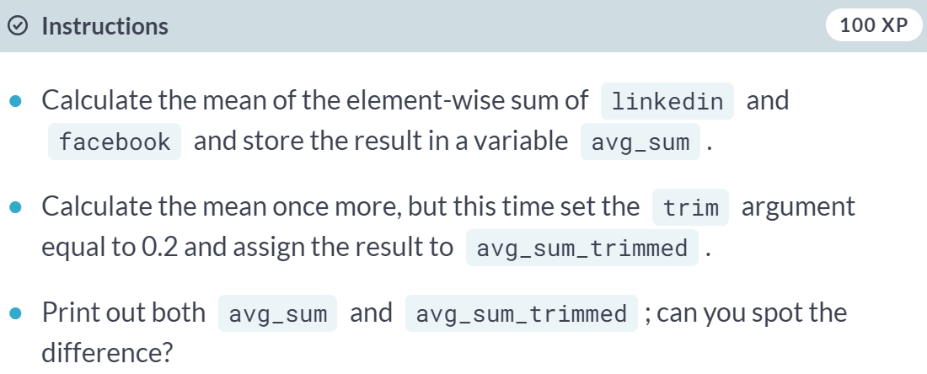 Instructions 100 XP
Calculate the mean of the element-wise sum of linkedin and
facebook and store the result in a variable avg_sum .
Calculate the mean once more, but this time set the trim argument
equal to 0.2 and assign the result to avg_sum_trimmed .
Print out both avg_sum and avg_sum_trimmed ; can you spot the
difference?